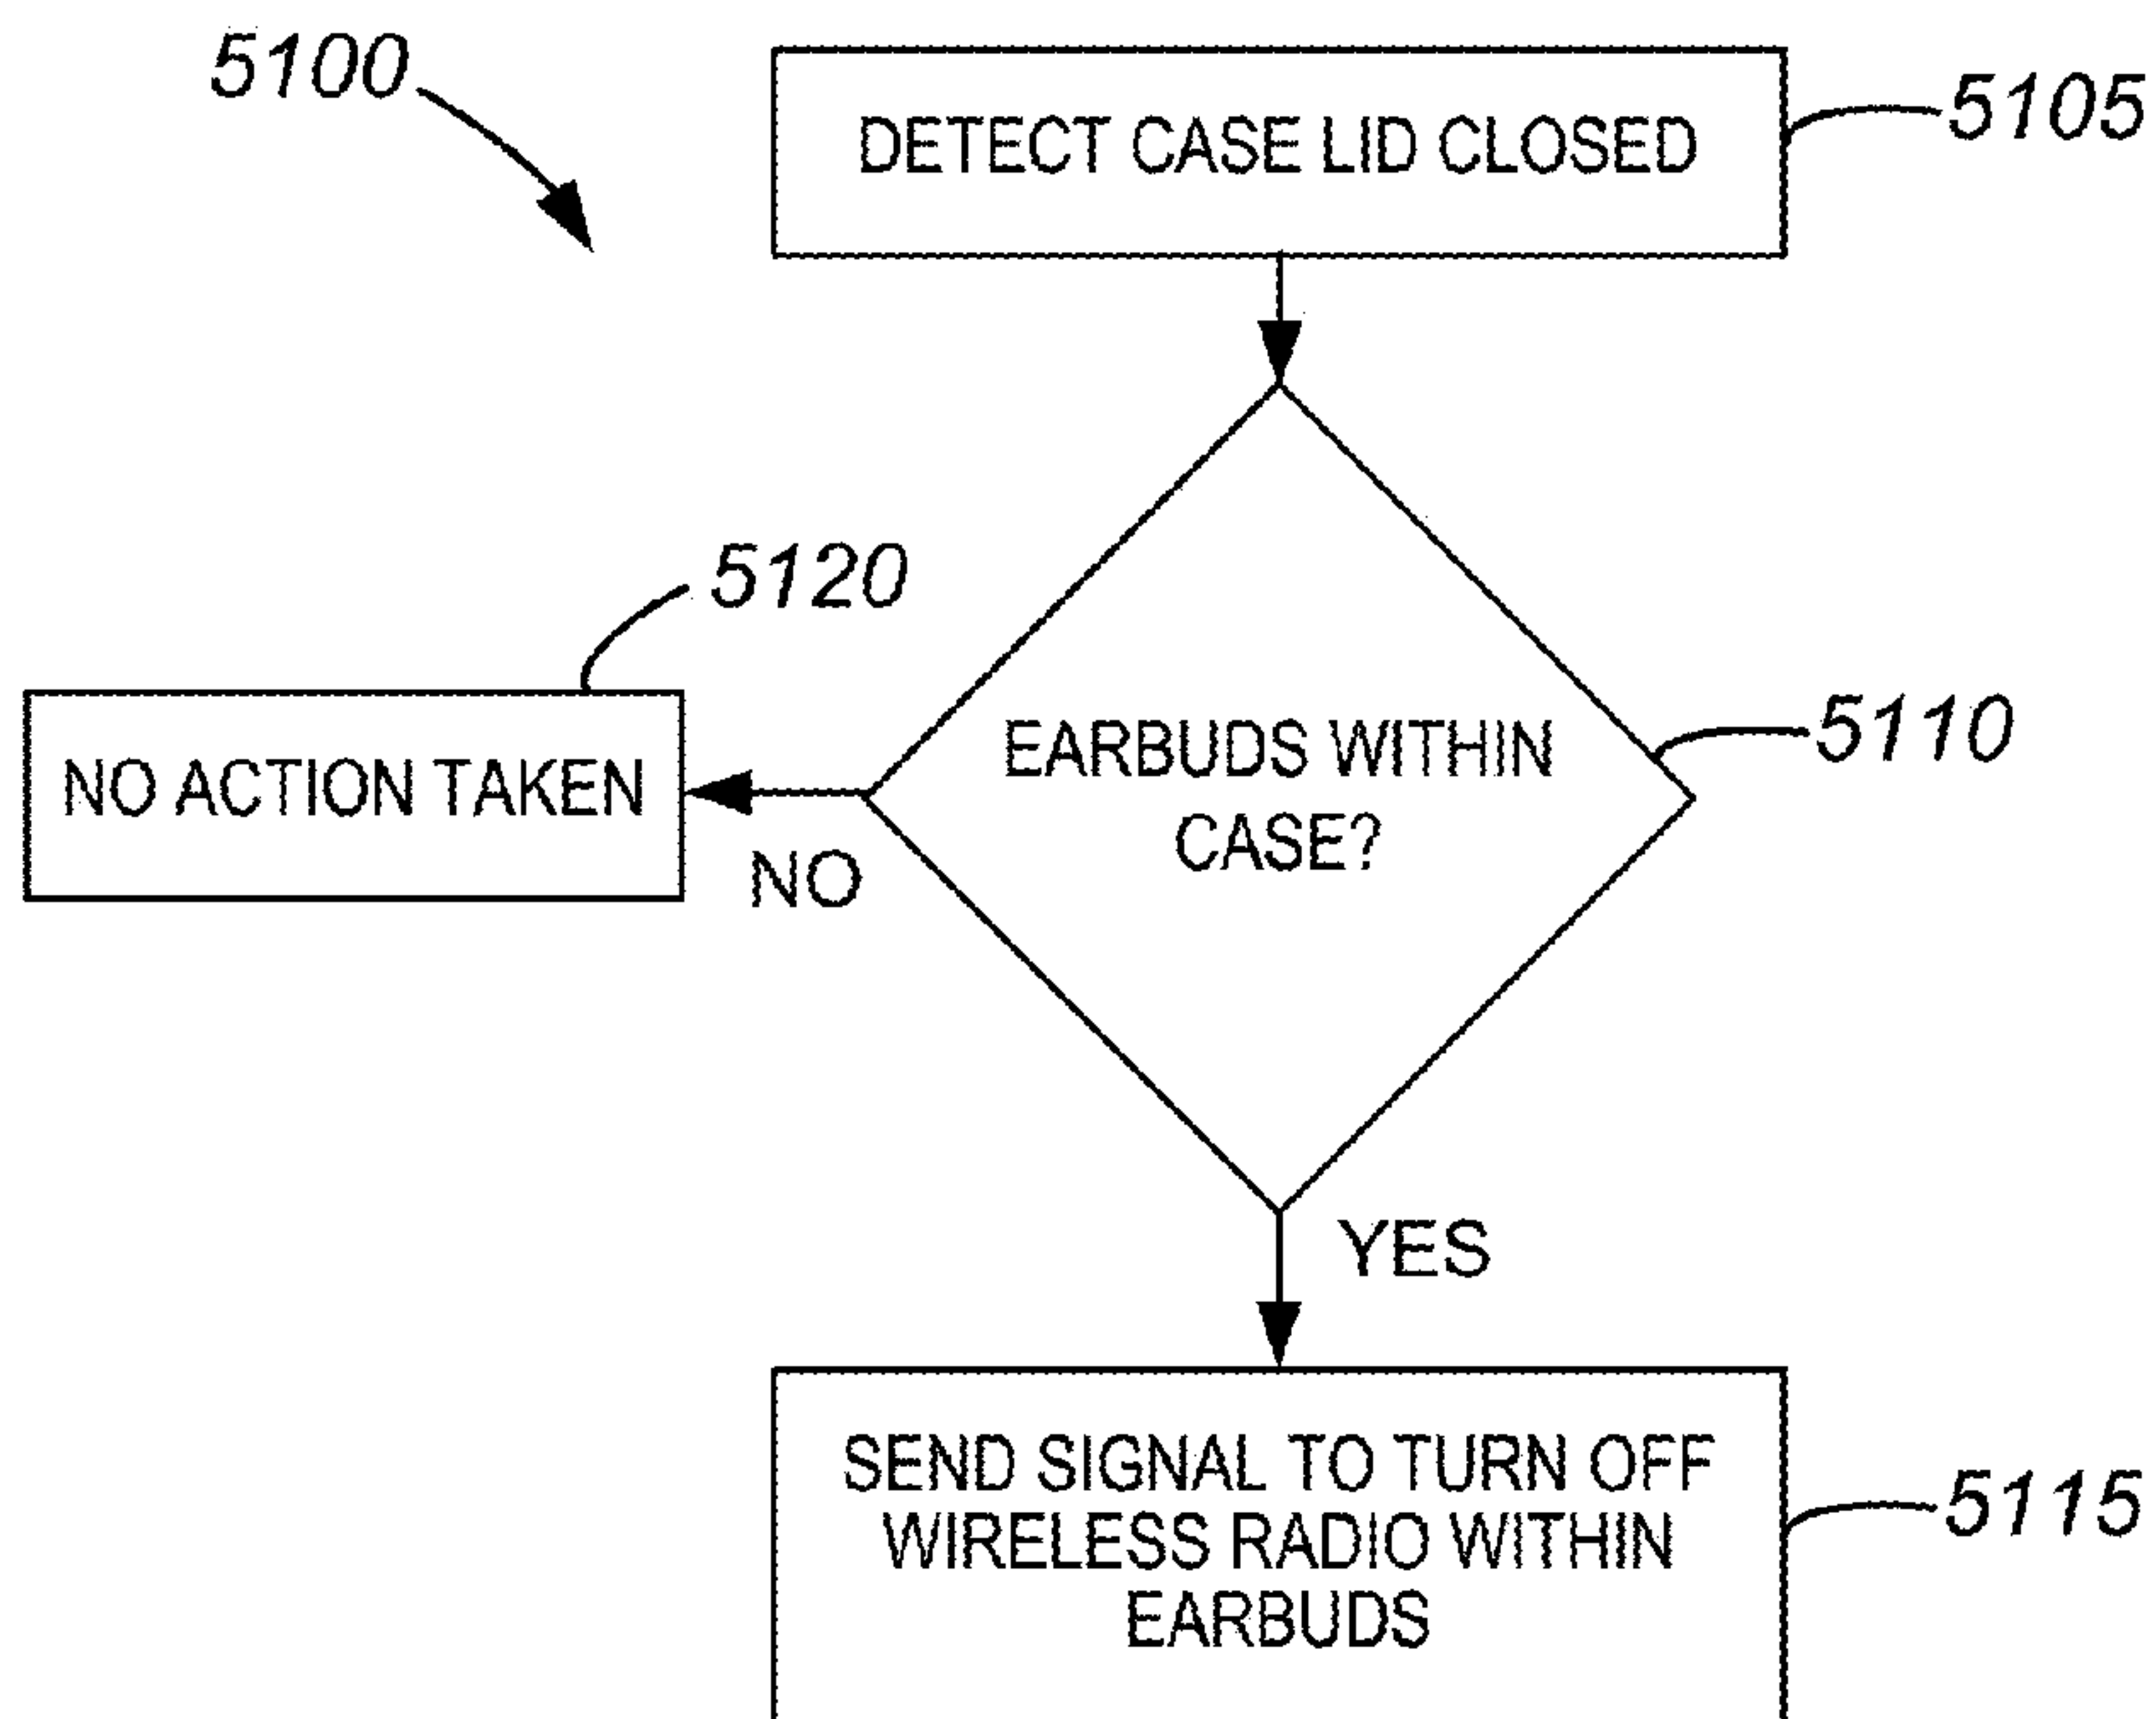 5100
DETECT CASE LID CLOSED
5105
5120
NO ACTION TAKEN
NO
EARBUDS WITHIN
CASE?
5110
YES
SEND SIGNAL TO TURN OFF
WIRELESS RADIO WITHIN
EARBUDS
5115